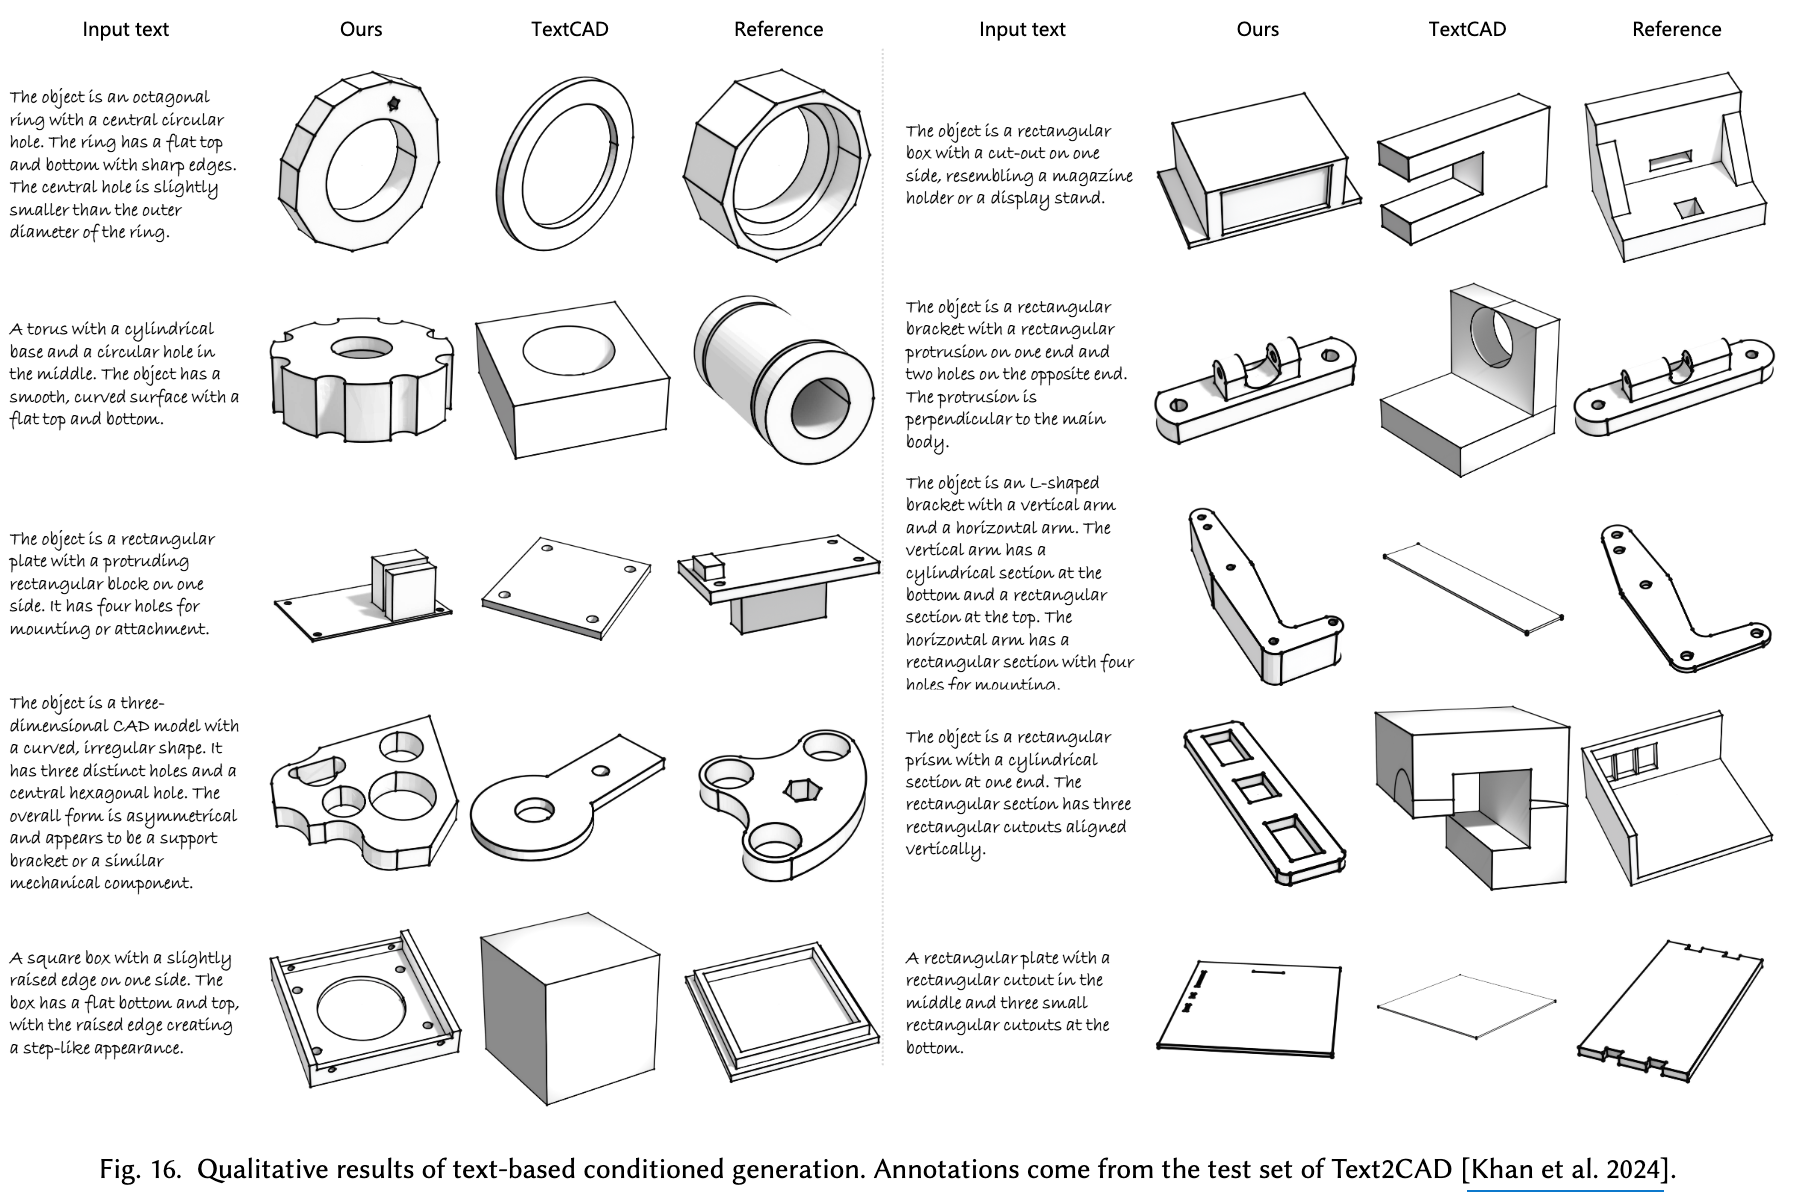 Input text Ours TextCAD Reference
The object is an octagonal
ring with a central circular
hole. The ring has a flat top
and bottom with sharp edges.
The central hole is slightly
smaller than the outer
diameter of the ring.
A torus with a cylindrical
base and a circular hole in
the middle. The object has a
smooth, curved surface with a
flat top and bottom.
The object is a rectangular
plate with a protruding
rectangular block on one
side. It has four holes for
mounting or attachment.
The object is a three-
dimensional CAD model with
a curved, irregular shape. It
has three distinct holes and a
central hexagonal hole. The
overall form is asymmetrical
and appears to be a support
bracket or a similar
mechanical component.
A square box with a slightly
raised edge on one side. The
box has a flat bottom and top,
with the raised edge creating
a step-like appearance.
Input text Ours TextCAD Reference
The object is a rectangular
box with a cut-out on one
side, resembling a magazine
holder or a display stand.
The object is a rectangular
bracket with a rectangular
protrusion on one end and
two holes on the opposite end.
The protrusion is
perpendicular to the main
body.
The object is an L-shaped
bracket with a vertical arm
and a horizontal arm. The
vertical arm has a
cylindrical section at the
bottom and a rectangular
section at the top. The
horizontal arm has a
rectangular section with four
holes for mounting.
The object is a rectangular
prism with a cylindrical
section at one end. The
rectangular section has three
rectangular cutouts aligned
vertically.
A rectangular plate with a
rectangular cutout in the
middle and three small
rectangular cutouts at the
bottom.
Fig. 16. Qualitative results of text-based conditioned generation. Annotations come from the test set of Text2CAD [Khan et al. 2024].